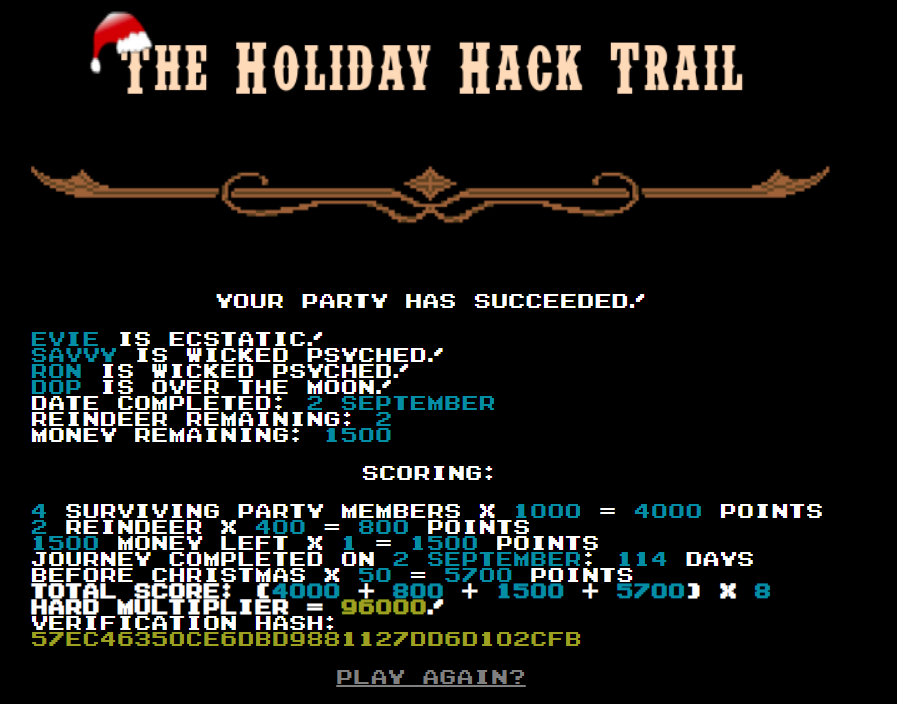 THE HOLIDAY HACK TRAIL
YOUR PARTY HAS SUCCEEDED!
EVIE IS ECSTATIC!
SAVVY IS WICKED PSYCHED!
RON IS WICKED PSYCHED!
DOP IS OVER THE MOON!
DATE COMPLETED: 2 SEPTEMBER
REINDEER REMAINING: 2
MONEY REMAINING: 1500
SCORING:
4 SURVIVING PARTY MEMBERS X 1000 = 4000 POINTS
2 REINDEER X 400 = 800 POINTS
1500 MONEY LEFT X 1 = 1500 POINTS
JOURNEY COMPLETED ON 2 SEPTEMBER: 114 DAYS
BEFORE CHRISTMAS X 50 = 5700 POINTS
TOTAL SCORE: (4000 + 800 + 1500 + 5700) X 8
HARD MULTIPLIER = 96000!
VERIFICATION HASH:
57EC46350CE6DBD9881127DD6D102CFB
PLAY AGAIN?